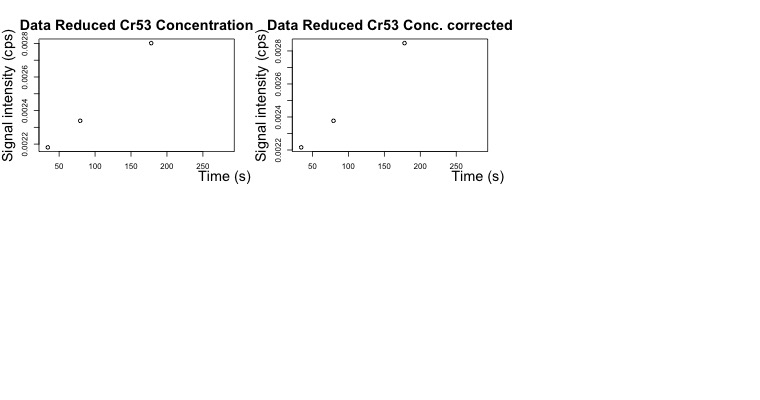 Data Reduced Cr53 Concentration
Signal intensity (cps)
0.0022 0.0024 0.0026 0.0028
50 100 150 200 250
Time (s)
Data Reduced Cr53 Conc. corrected
Signal intensity (cps)
0.0022 0.0024 0.0026 0.0028
50 100 150 200 250
Time (s)